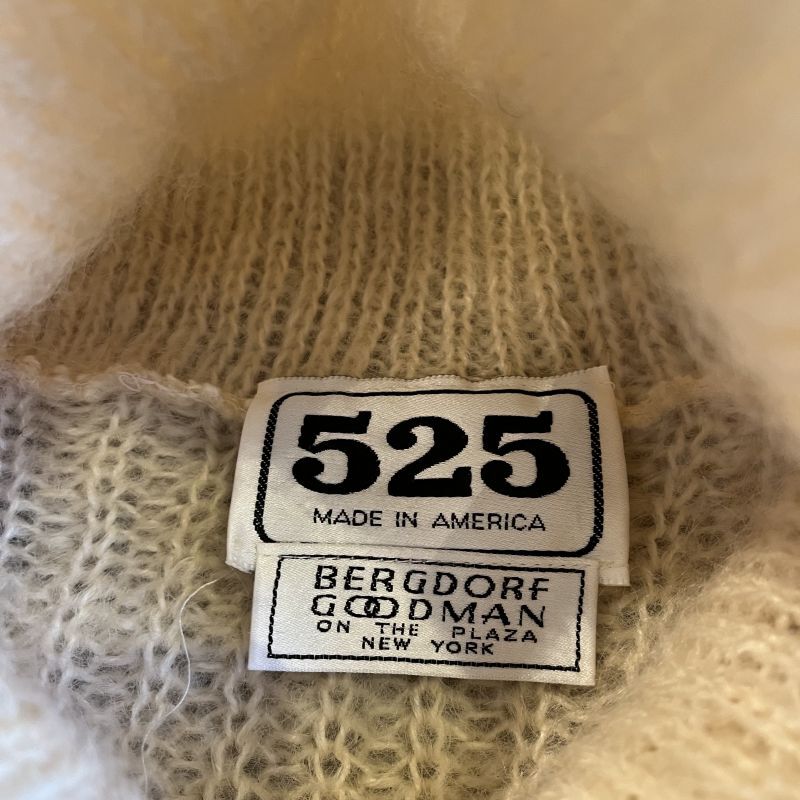 525
MADE IN AMERICA
BERGDORF
GOODMAN
ON THE PLAZA
NEW YORK